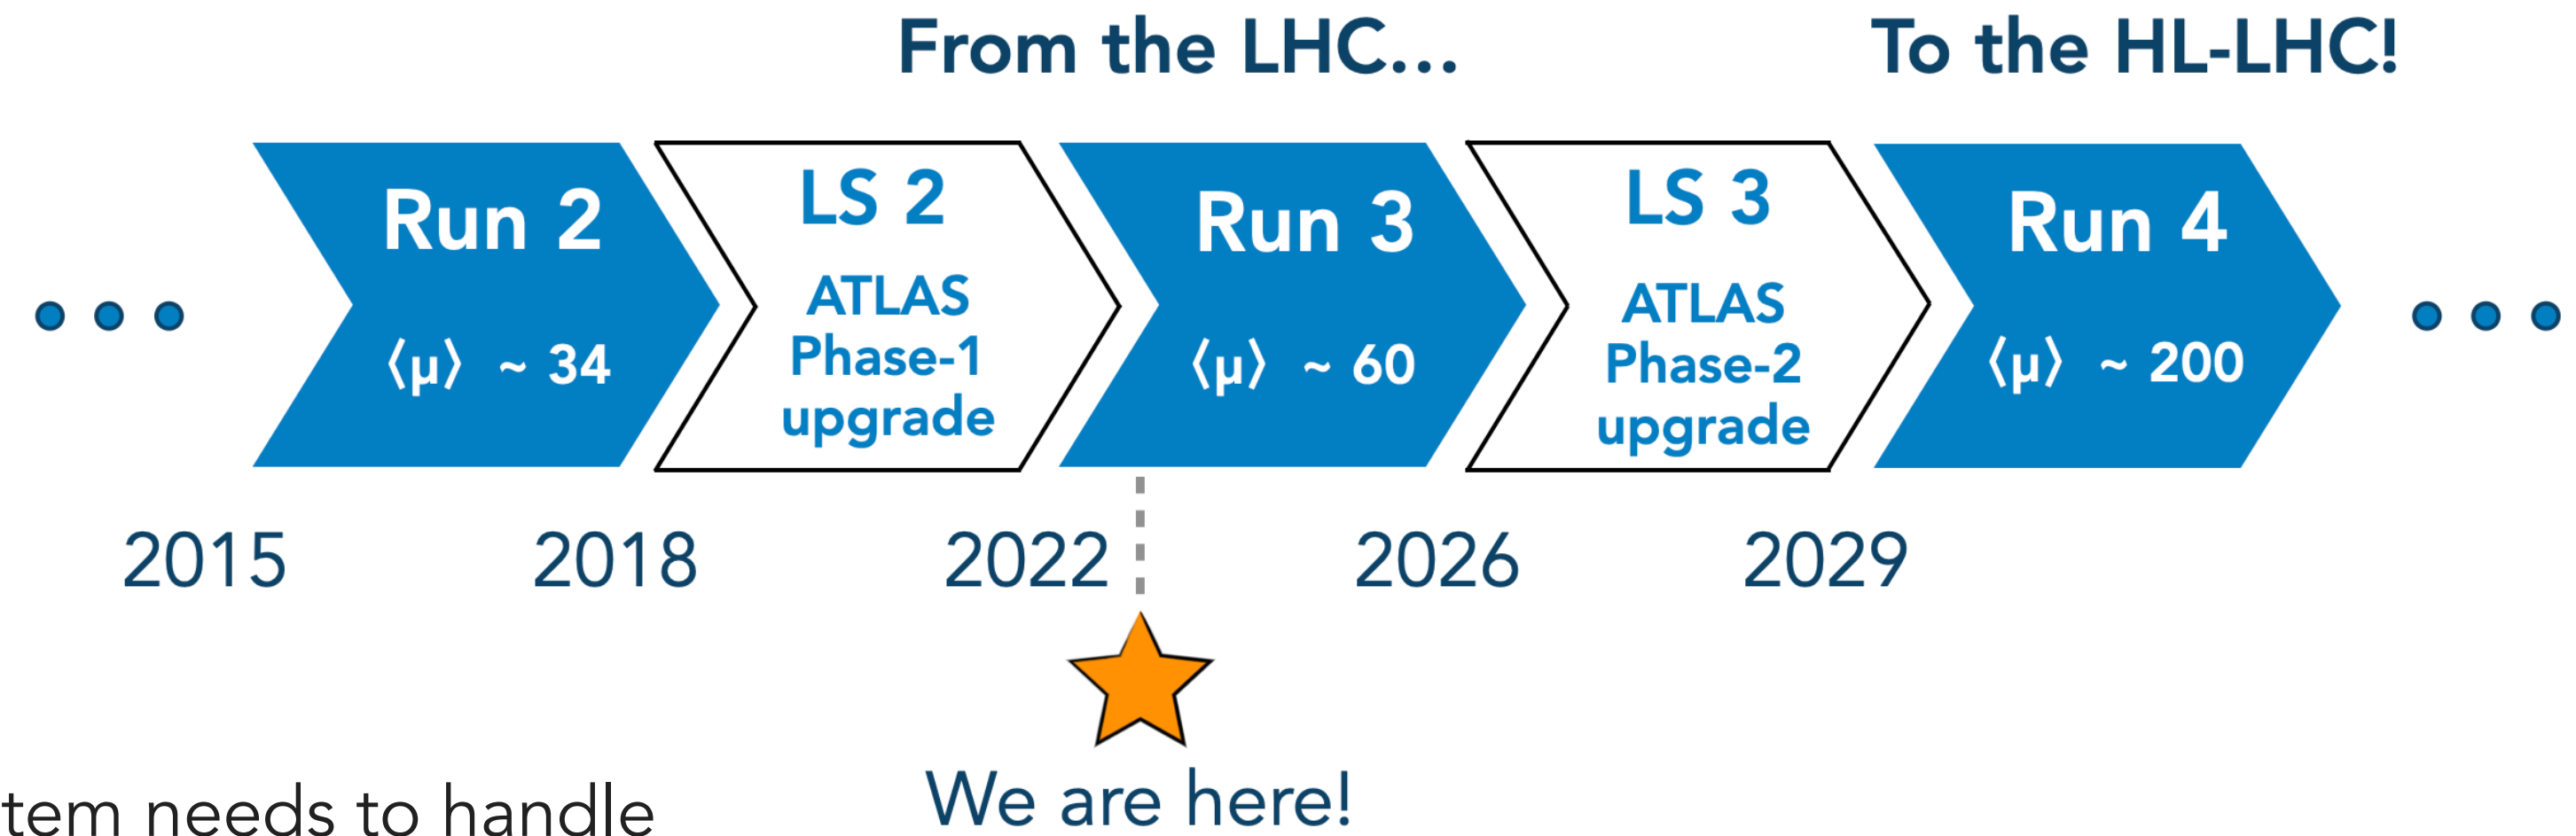 From the LHC...
To the HL-LHC!
Run 2
⟨μ⟩ ~ 34
LS 2
ATLAS
Phase-1
upgrade
Run 3
⟨μ⟩ ~ 60
LS 3
ATLAS
Phase-2
upgrade
Run 4
⟨μ⟩ ~ 200
2015
2018
2022
2026
2029
We are here!
tem needs to handle